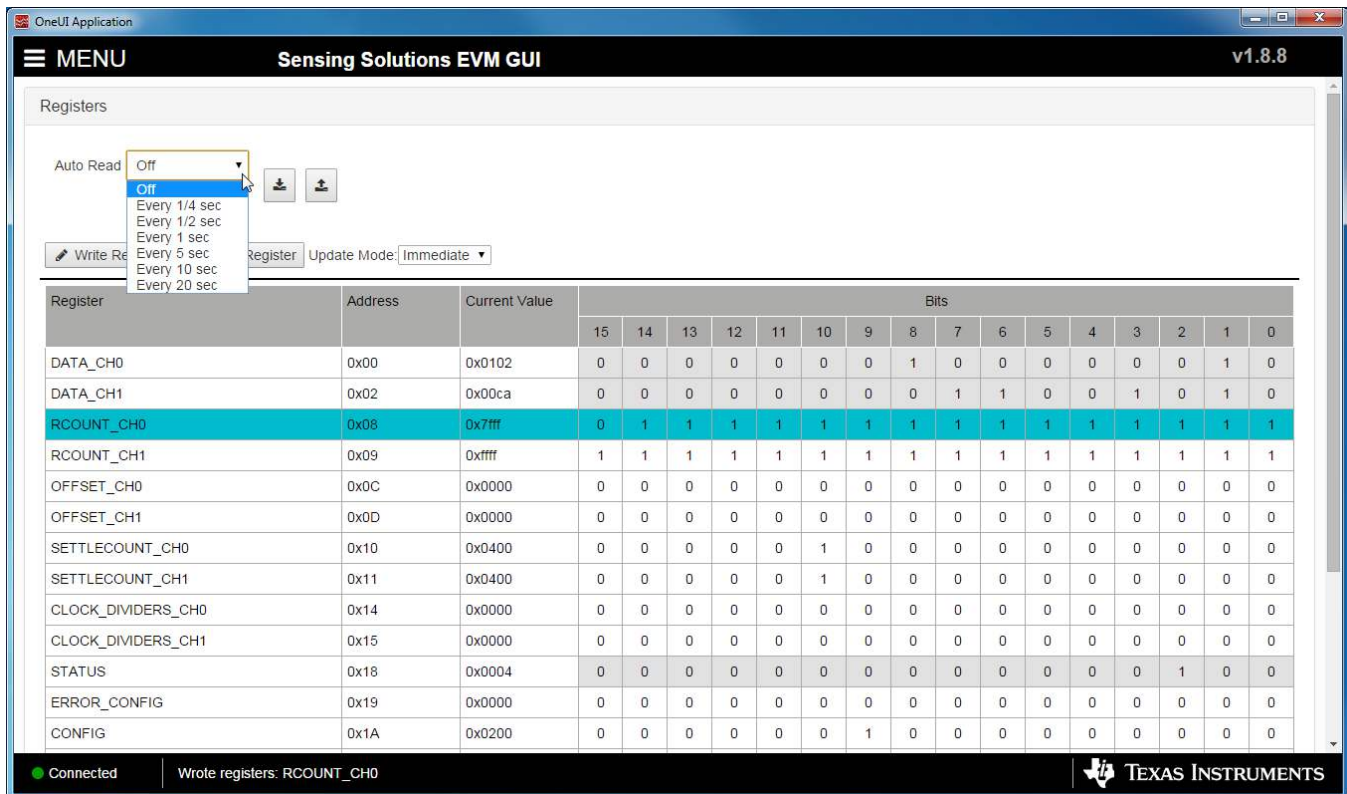 OneUI Application
MENU Sensing Solutions EVM GUI v1.8.8
Registers
Auto Read Off
Off
Every 1/4 sec
Every 1/2 sec
Every 1 sec
Every 5 sec
Every 10 sec
Every 20 sec
Write Re Register Update Mode: Immediate
Register Address Current Value Bits
15 14 13 12 11 10 9 8 7 6 5 4 3 2 1 0
DATA_CH0 0x00 0x0102 0 0 0 0 0 0 0 1 0 0 0 0 0 0 1 0
DATA_CH1 0x02 0x00ca 0 0 0 0 0 0 0 0 1 1 0 0 1 0 1 0
RCOUNT_CH0 0x08 0x7fff 0 1 1 1 1 1 1 1 1 1 1 1 1 1 1 1
RCOUNT_CH1 0x09 0xffff 1 1 1 1 1 1 1 1 1 1 1 1 1 1 1 1
OFFSET_CH0 0x0C 0x0000 0 0 0 0 0 0 0 0 0 0 0 0 0 0 0 0
OFFSET_CH1 0x0D 0x0000 0 0 0 0 0 0 0 0 0 0 0 0 0 0 0 0
SETTLECOUNT_CH0 0x10 0x0400 0 0 0 0 0 1 0 0 0 0 0 0 0 0 0 0
SETTLECOUNT_CH1 0x11 0x0400 0 0 0 0 0 1 0 0 0 0 0 0 0 0 0 0
CLOCK_DIVIDERS_CH0 0x14 0x0000 0 0 0 0 0 0 0 0 0 0 0 0 0 0 0 0
CLOCK_DIVIDERS_CH1 0x15 0x0000 0 0 0 0 0 0 0 0 0 0 0 0 0 0 0 0
STATUS 0x18 0x0004 0 0 0 0 0 0 0 0 0 0 0 0 0 1 0 0
ERROR_CONFIG 0x19 0x0000 0 0 0 0 0 0 0 0 0 0 0 0 0 0 0 0
CONFIG 0x1A 0x0200 0 0 0 0 0 0 1 0 0 0 0 0 0 0 0 0
Connected Wrote registers: RCOUNT_CH0 TEXAS INSTRUMENTS